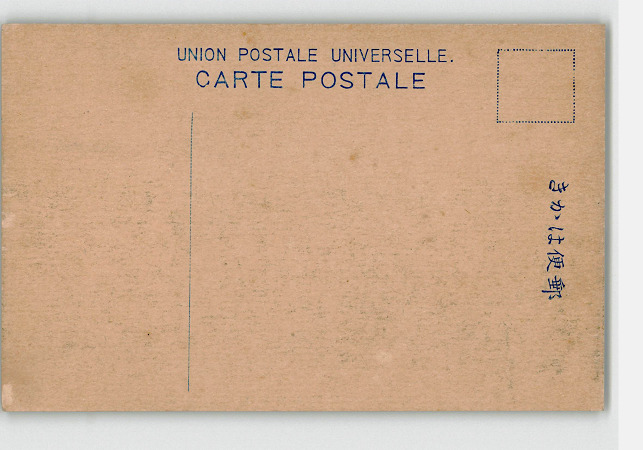 UNION POSTALE UNIVERSELLE.
CARTE POSTALE
郵便はかき